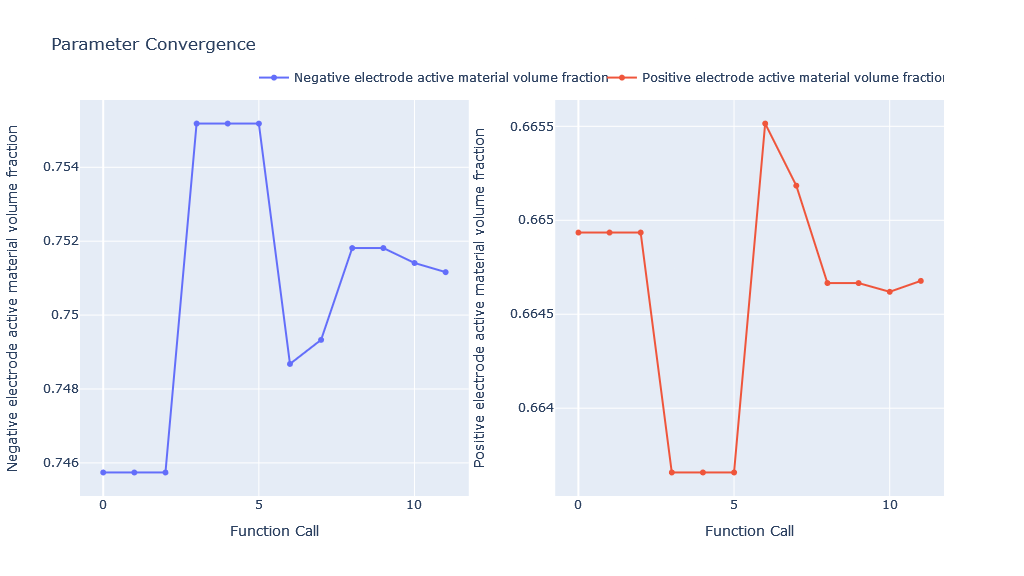 Parameter Convergence
Negative electrode active material volume fraction
Positive electrode active material volume fraction
Negative electrode active material volume fraction
0.754
0.752
0.75
0.748
0.746
0
5
10
Function Call
Positive electrode active material volume fraction
0.6655
0.665
0.6645
0.664
0
5
10
Function Call